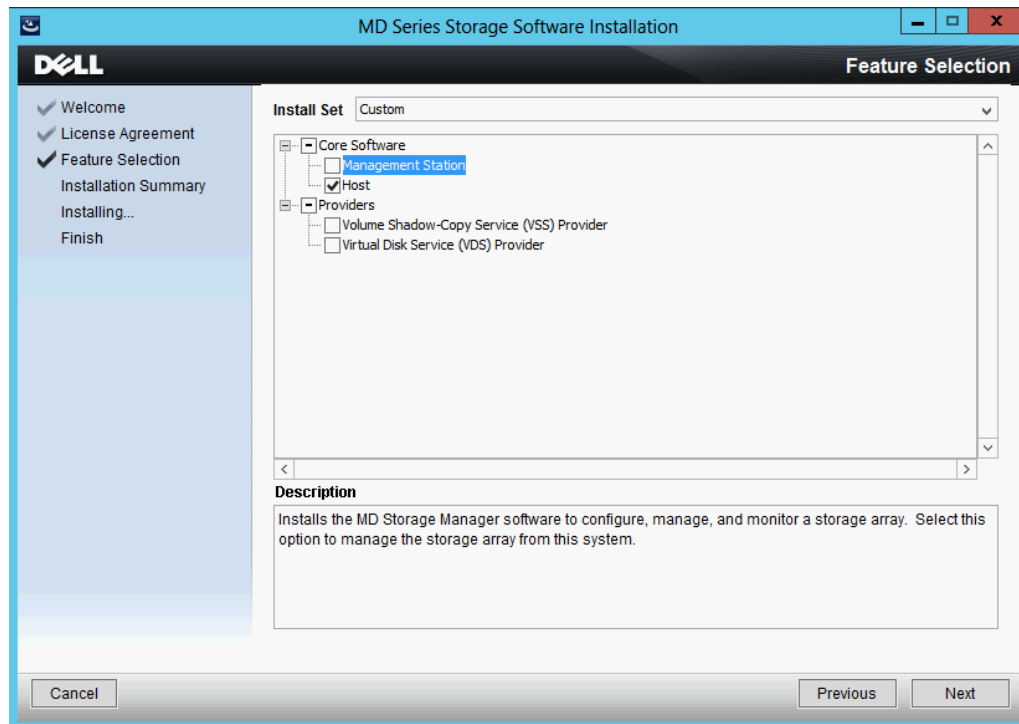 MD Series Storage Software Installation
DELL
Feature Selection
Welcome
License Agreement
Feature Selection
Installation Summary
Installing...
Finish
Install Set Custom
Core Software
Management Station
Host
Providers
Volume Shadow-Copy Service (VSS) Provider
Virtual Disk Service (VDS) Provider
Description
Installs the MD Storage Manager software to configure, manage, and monitor a storage array. Select this
option to manage the storage array from this system.
Cancel
Previous
Next